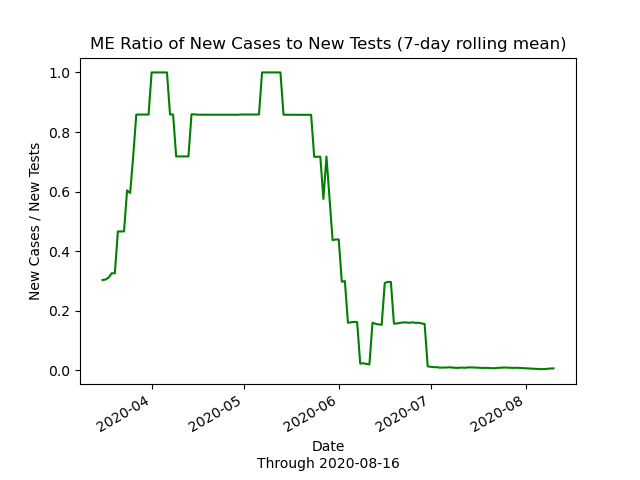 ME Ratio of New Cases to New Tests (7-day rolling mean)
New Cases / New Tests
1.0
0.8
0.6
0.4
0.2
0.0
2020-04
2020-05
2020-06
2020-07
2020-08
Date
Through 2020-08-16